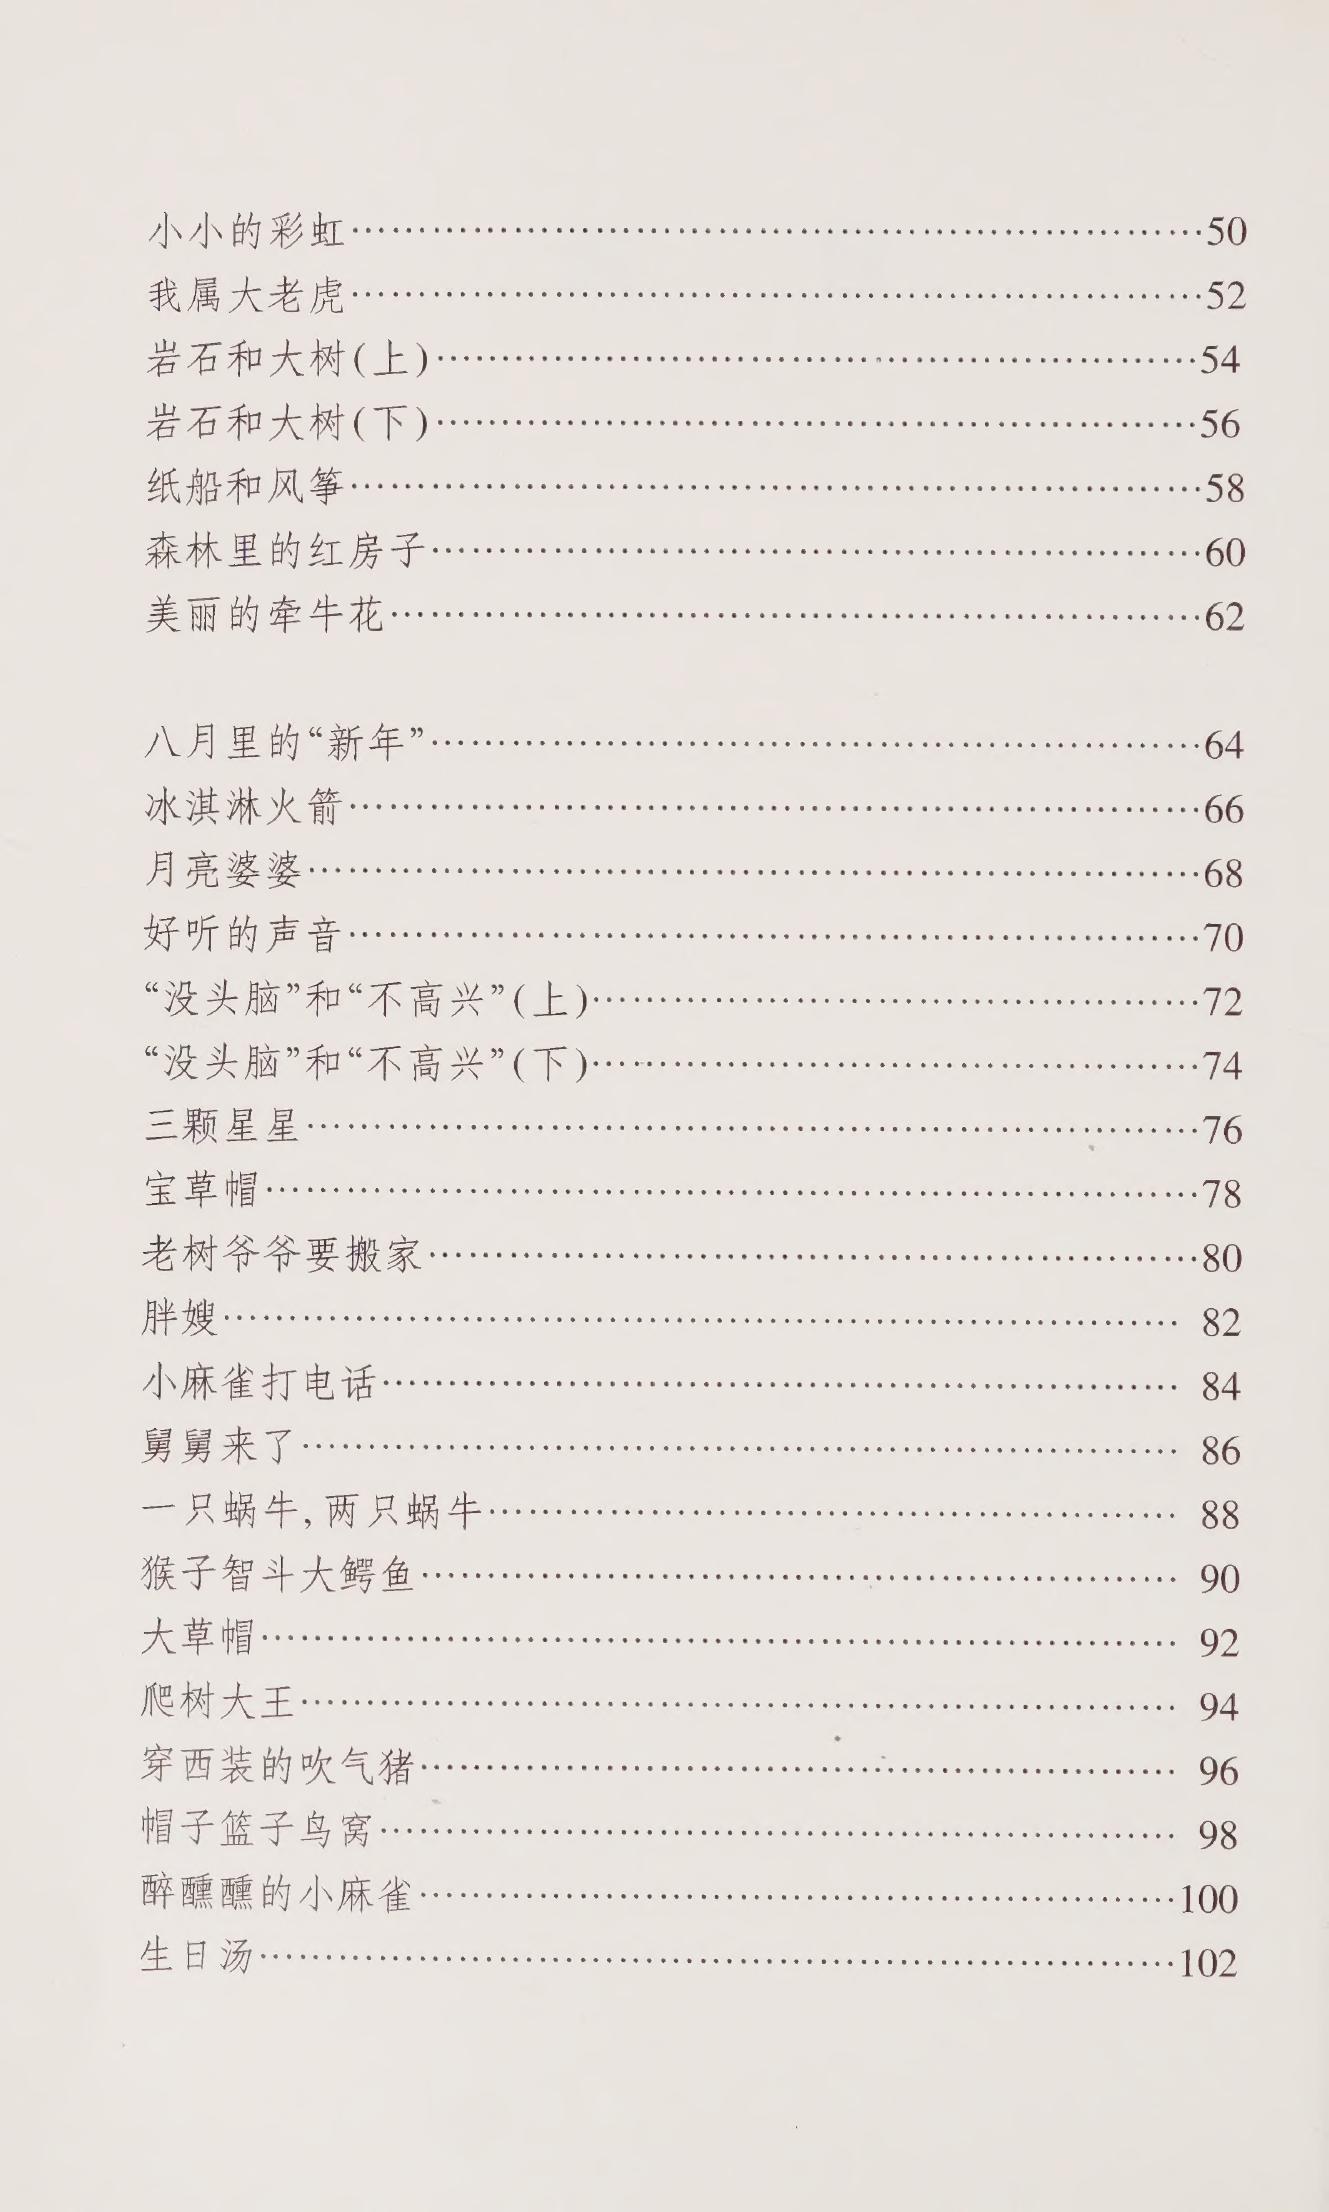 小小的彩虹…………50
我属大老虎…………52
岩石和大树(上)…………54
岩石和大树(下)…………56
纸船和风筝…………58
森林里的红房子…………60
美丽的牵牛花…………62
八月里的“新年”…………64
冰淇淋火箭…………66
月亮婆婆…………68
好听的声音…………70
“没头脑”和“不高兴”(上)…………72
“没头脑”和“不高兴”(下)…………74
三颗星星…………76
宝草帽…………78
老树爷爷要搬家…………80
胖嫂………… 82
小麻雀打电话………… 84
舅舅来了………… 86
一只蜗牛,两只蜗牛………… 88
猴子智斗大鳄鱼………… 90
大草帽………… 92
爬树大王………… 94
穿西装的吹气猪………… 96
帽子篮子鸟窝………… 98
醉醺醺的小麻雀…………100
生日汤…………102